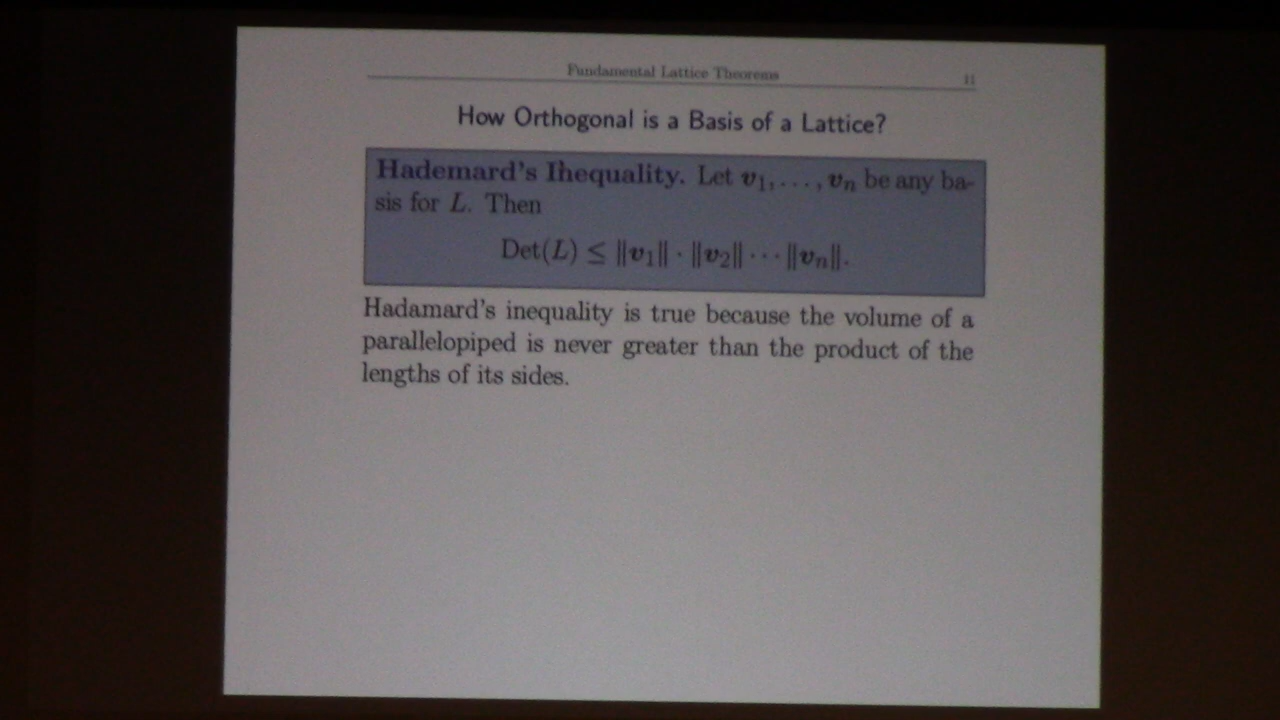 Fundamental Lattice Theorems 11
How Orthogonal is a Basis of a Lattice?
Hademard's Inequality. Let v₁, . . . , vₙ be any ba-
sis for L. Then
Det(L) ≤ ‖v₁‖ · ‖v₂‖ · · · ‖vₙ‖.
Hadamard's inequality is true because the volume of a
parallelopiped is never greater than the product of the
lengths of its sides.